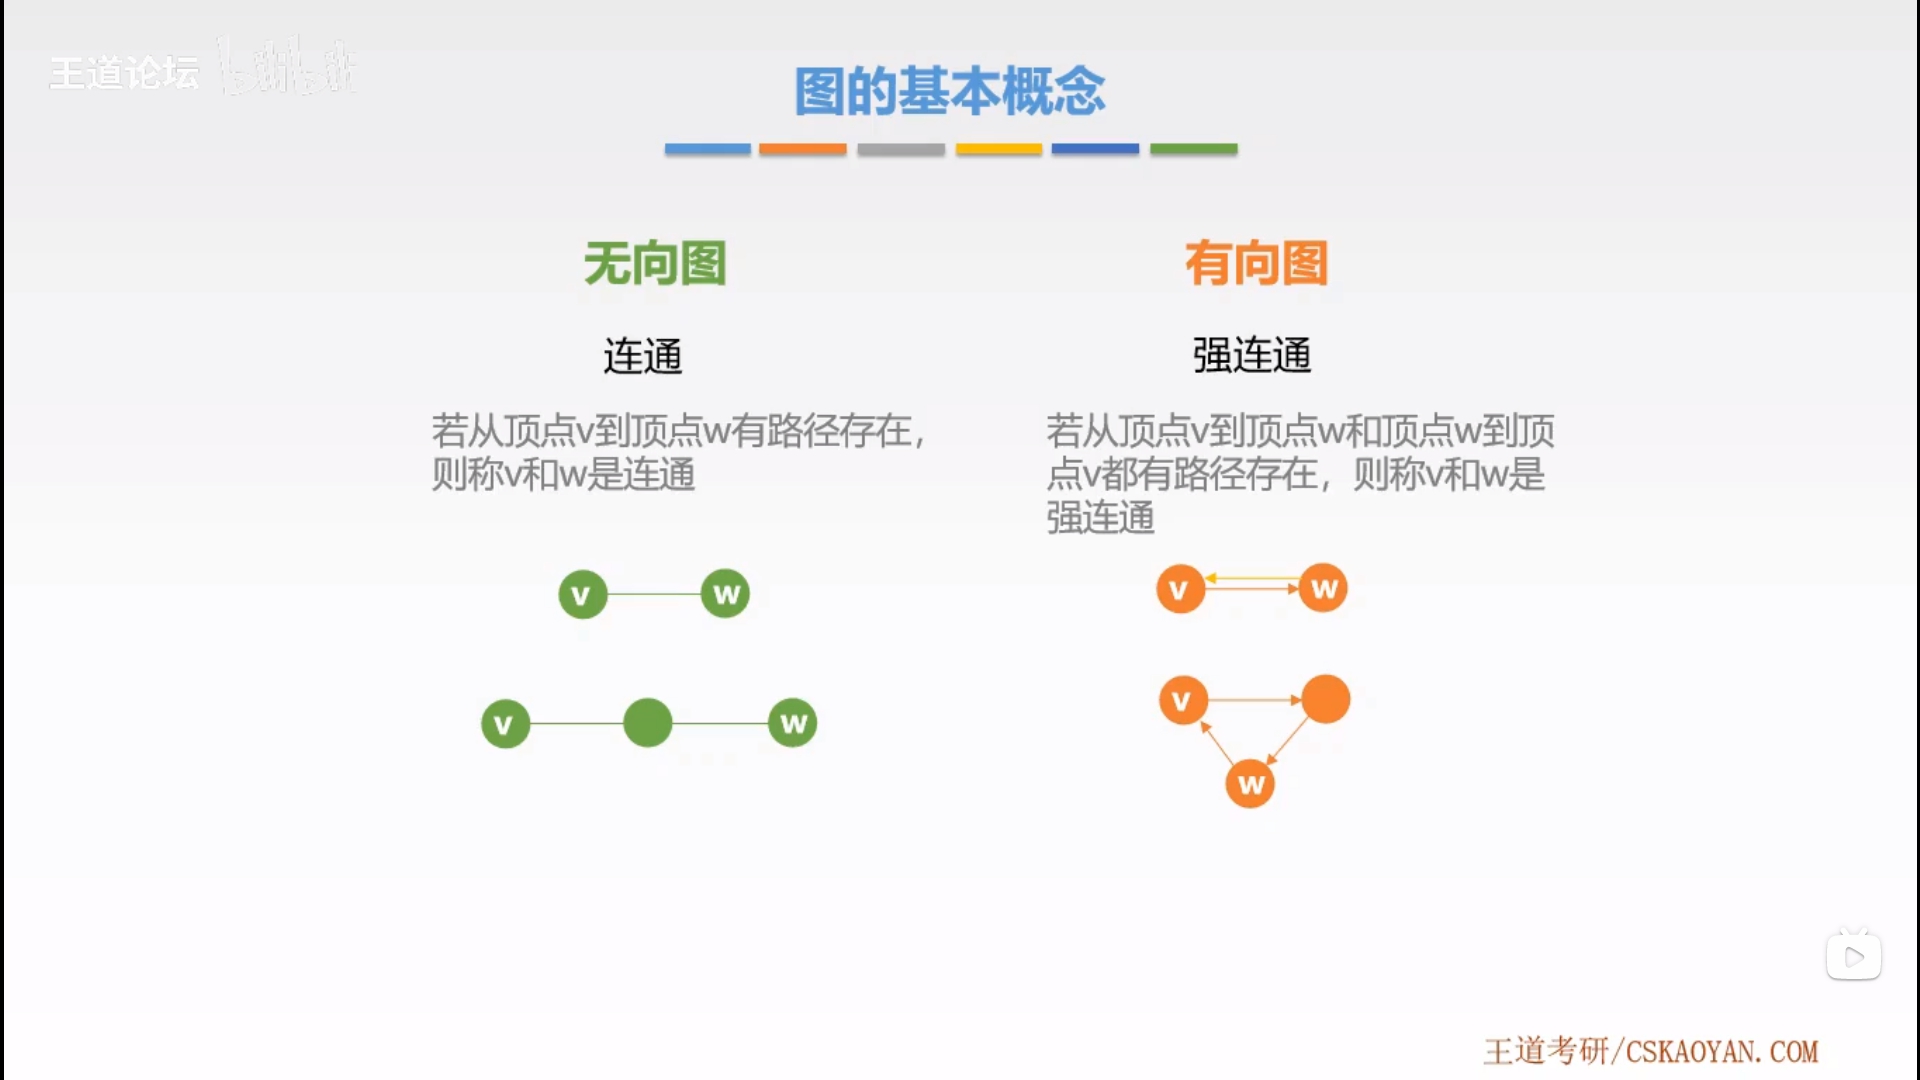 王道论坛 bilibili
图的基本概念
无向图
有向图
连通
强连通
若从顶点v到顶点w有路径存在，
则称v和w是连通
若从顶点v到顶点w和顶点w到顶
点v都有路径存在，则称v和w是
强连通
v w
v w
v w
v
w
王道考研/CSKAOYAN.COM